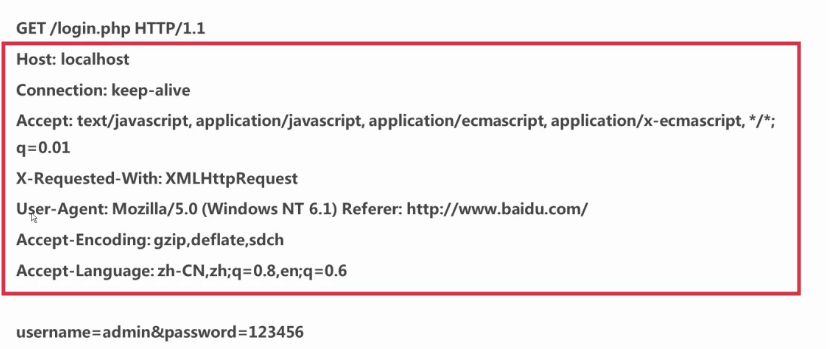 GET /login.php HTTP/1.1
Host: localhost
Connection: keep-alive
Accept: text/javascript, application/javascript, application/ecmascript, application/x-ecmascript, */*;
q=0.01
X-Requested-With: XMLHttpRequest
User-Agent: Mozilla/5.0 (Windows NT 6.1) Referer: http://www.baidu.com/
Accept-Encoding: gzip,deflate,sdch
Accept-Language: zh-CN,zh;q=0.8,en;q=0.6
username=admin&password=123456